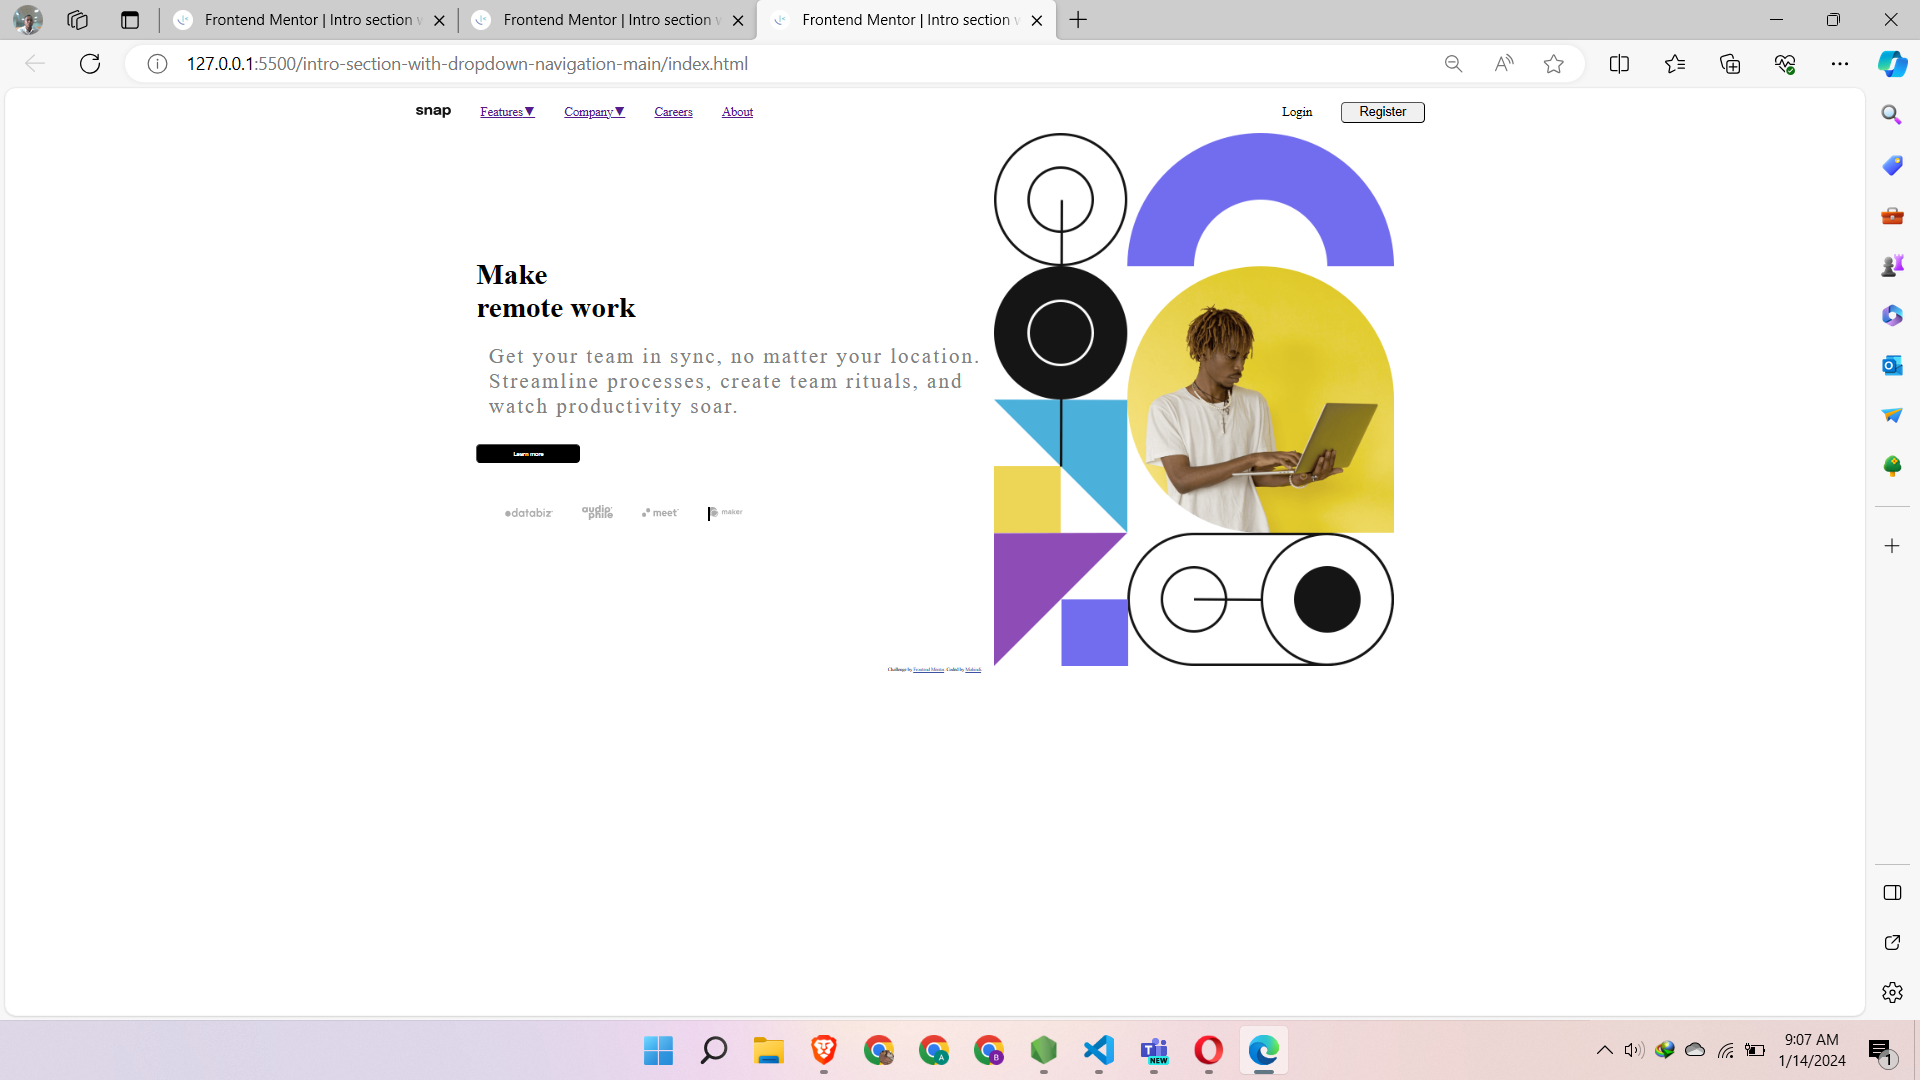 Frontend Mentor | Intro section w
Frontend Mentor | Intro section w
Frontend Mentor | Intro section w
127.0.0.1:5500/intro-section-with-dropdown-navigation-main/index.html
snap Features▼ Company▼ Careers About Login Register
Make
remote work
Get your team in sync, no matter your location.
Streamline processes, create team rituals, and
watch productivity soar.
Learn more
databiz audiophile meet maker
Challenge by Frontend Mentor. Coded by
NEW
A
B
9:07 AM
1/14/2024
1